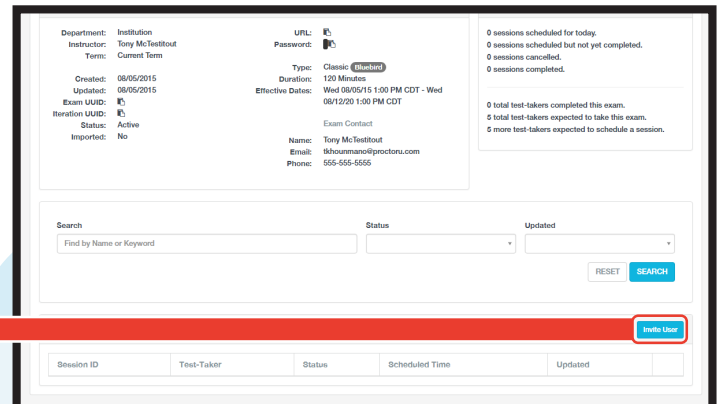 Department: Institution
Instructor: Tony McTestitout
Term: Current Term
Created: 08/05/2015
Updated: 08/05/2015
Exam UUID:
Iteration UUID:
Status: Active
Imported: No
URL:
Password:
Type: Classic Bluebird
Duration: 120 Minutes
Effective Dates: Wed 08/05/15 1:00 PM CDT - Wed
08/12/20 1:00 PM CDT
Exam Contact
Name: Tony McTestitout
Email: tkhounmano@proctoru.com
Phone: 555-555-5555
0 sessions scheduled for today.
0 sessions scheduled but not yet completed.
0 sessions cancelled.
0 sessions completed.
0 total test-takers completed this exam.
5 total test-takers expected to take this exam.
5 more test-takers expected to schedule a session.
Search Status Updated
Find by Name or Keyword
RESET SEARCH
Invite User
Session ID Test-Taker Status Scheduled Time Updated